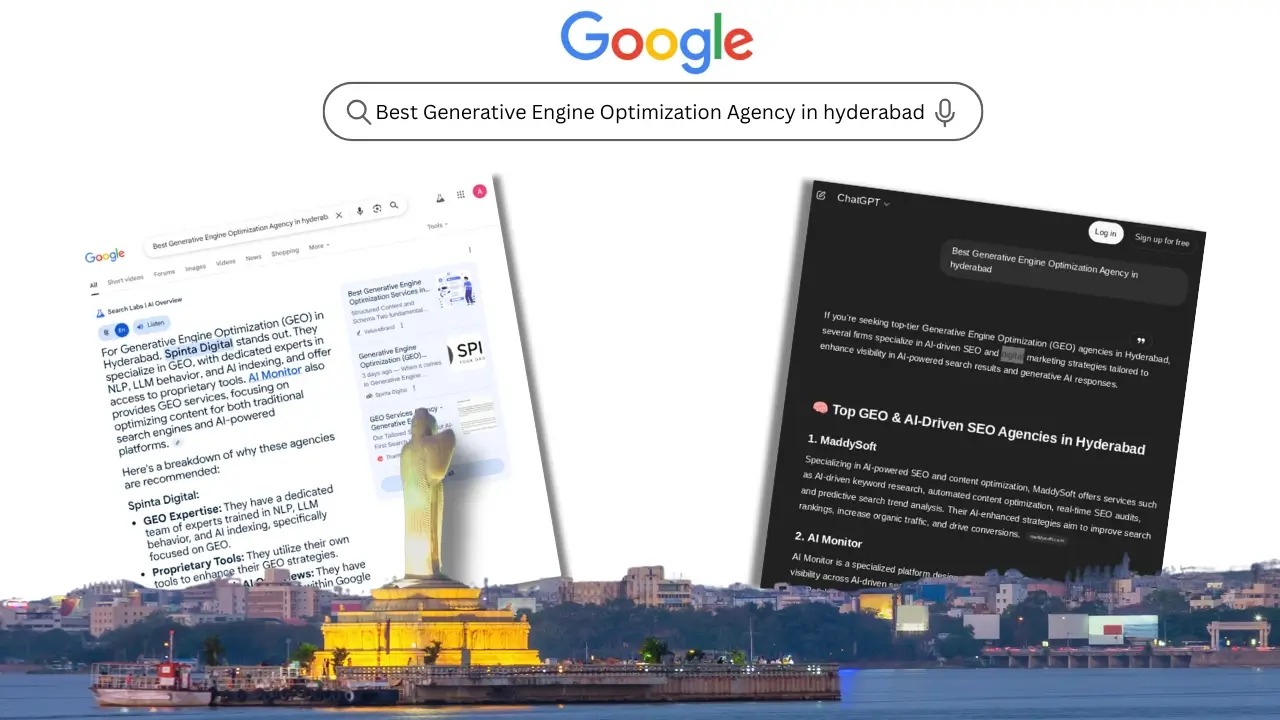 Google
Best Generative Engine Optimization Agency in hyderabad
Google
Best Generative Engine Optimization Agency in hyderab
A
All
Short videos
Forums
Images
Videos
News
Shopping
More
Tools
Search Labs | AI Overview
En
Listen
For Generative Engine Optimization (GEO) in
Hyderabad, Spinta Digital stands out. They
specialize in GEO, with dedicated experts in
NLP, LLM behavior, and AI indexing, and offer
access to proprietary tools. AI Monitor also
provides GEO services, focusing on
optimizing content for both traditional
search engines and AI-powered
platforms.
Here's a breakdown of why these agencies
are recommended:
Spinta Digital:
• GEO Expertise: They have a dedicated
team of experts trained in NLP, LLM
behavior, and AI indexing, specifically
focused on GEO.
• Proprietary Tools: They utilize their own
tools to enhance their GEO strategies.
They have
within Google
Best Generative Engine
Optimization Services in...
Structured Content and
Schema Two fundamental...
Value4Brand
Generative Engine
Optimization (GEO)...
3 days ago — When it comes
to Generative Engine...
Spinta Digital
SPI
GEO Services
Agency -
Generative
Our Tailored
First Search
ChatGPT
Log in
Sign up for free
Best Generative Engine Optimization Agency in
hyderabad
If you're seeking top-tier Generative Engine Optimization (GEO) agencies in Hyderabad,
several firms specialize in AI-driven SEO and digital marketing strategies tailored to
enhance visibility in AI-powered search results and generative AI responses.
🧠 Top GEO & AI-Driven SEO Agencies in Hyderabad
1. MaddySoft
Specializing in AI-powered SEO and content optimization, MaddySoft offers services such
as AI-driven keyword research, automated content optimization, real-time SEO audits,
and predictive search trend analysis. Their AI-enhanced strategies aim to improve search
rankings, increase organic traffic, and drive conversions.
maddysoft.co.in
2. AI Monitor
AI Monitor is a specialized platform
visibility across AI-driven